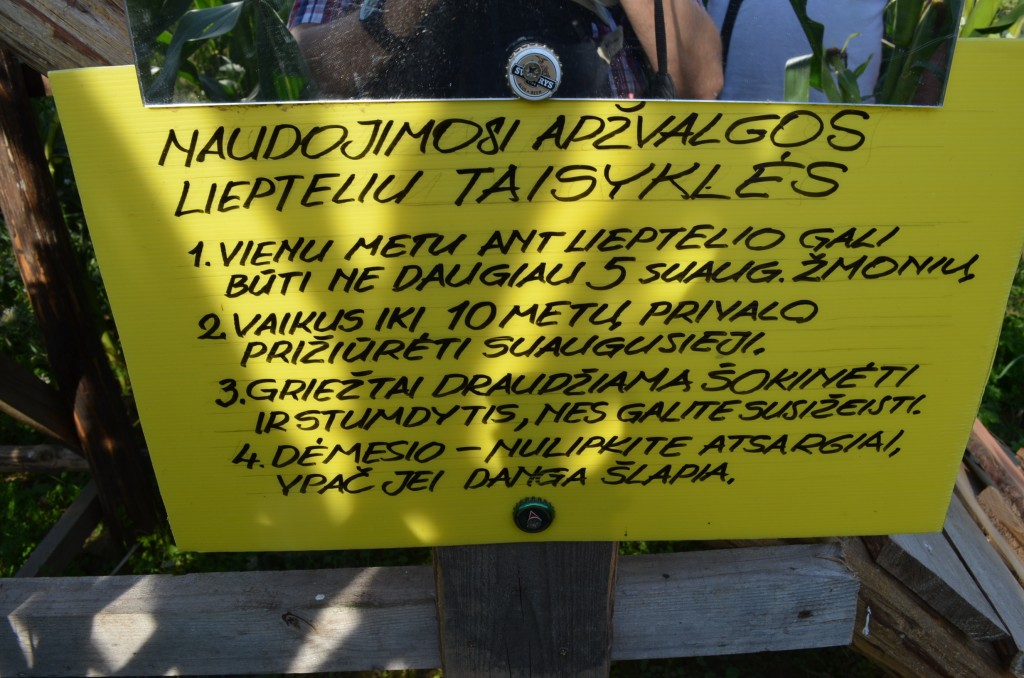 NAUDOJIMOSI APŽVALGOS
LIEPTELIU TAISYKLĖS
1. VIENU METU ANT LIEPTELIO GALI
BŪTI NE DAUGIAU 5 SUAUG. ŽMONIŲ
2. VAIKUS IKI 10 METŲ PRIVALO
PRIŽIŪRĖTI SUAUGUSIEJI.
3. GRIEŽTAI DRAUDŽIAMA ŠOKINĖTI
IR STUMDYTIS, NES GALITE SUSIŽEISTI.
4. DĖMESIO – NULIPKITE ATSARGIAI,
YPAČ JEI DANGA ŠLAPIA.